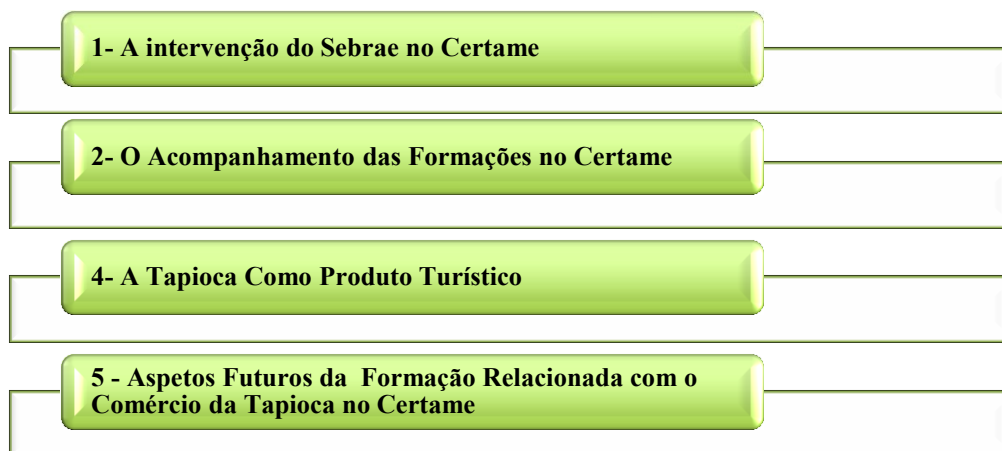 1- A intervenção do Sebrae no Certame
2- O Acompanhamento das Formações no Certame
4- A Tapioca Como Produto Turístico
5 - Aspetos Futuros da  Formação Relacionada com o
Comércio da Tapioca no Certame